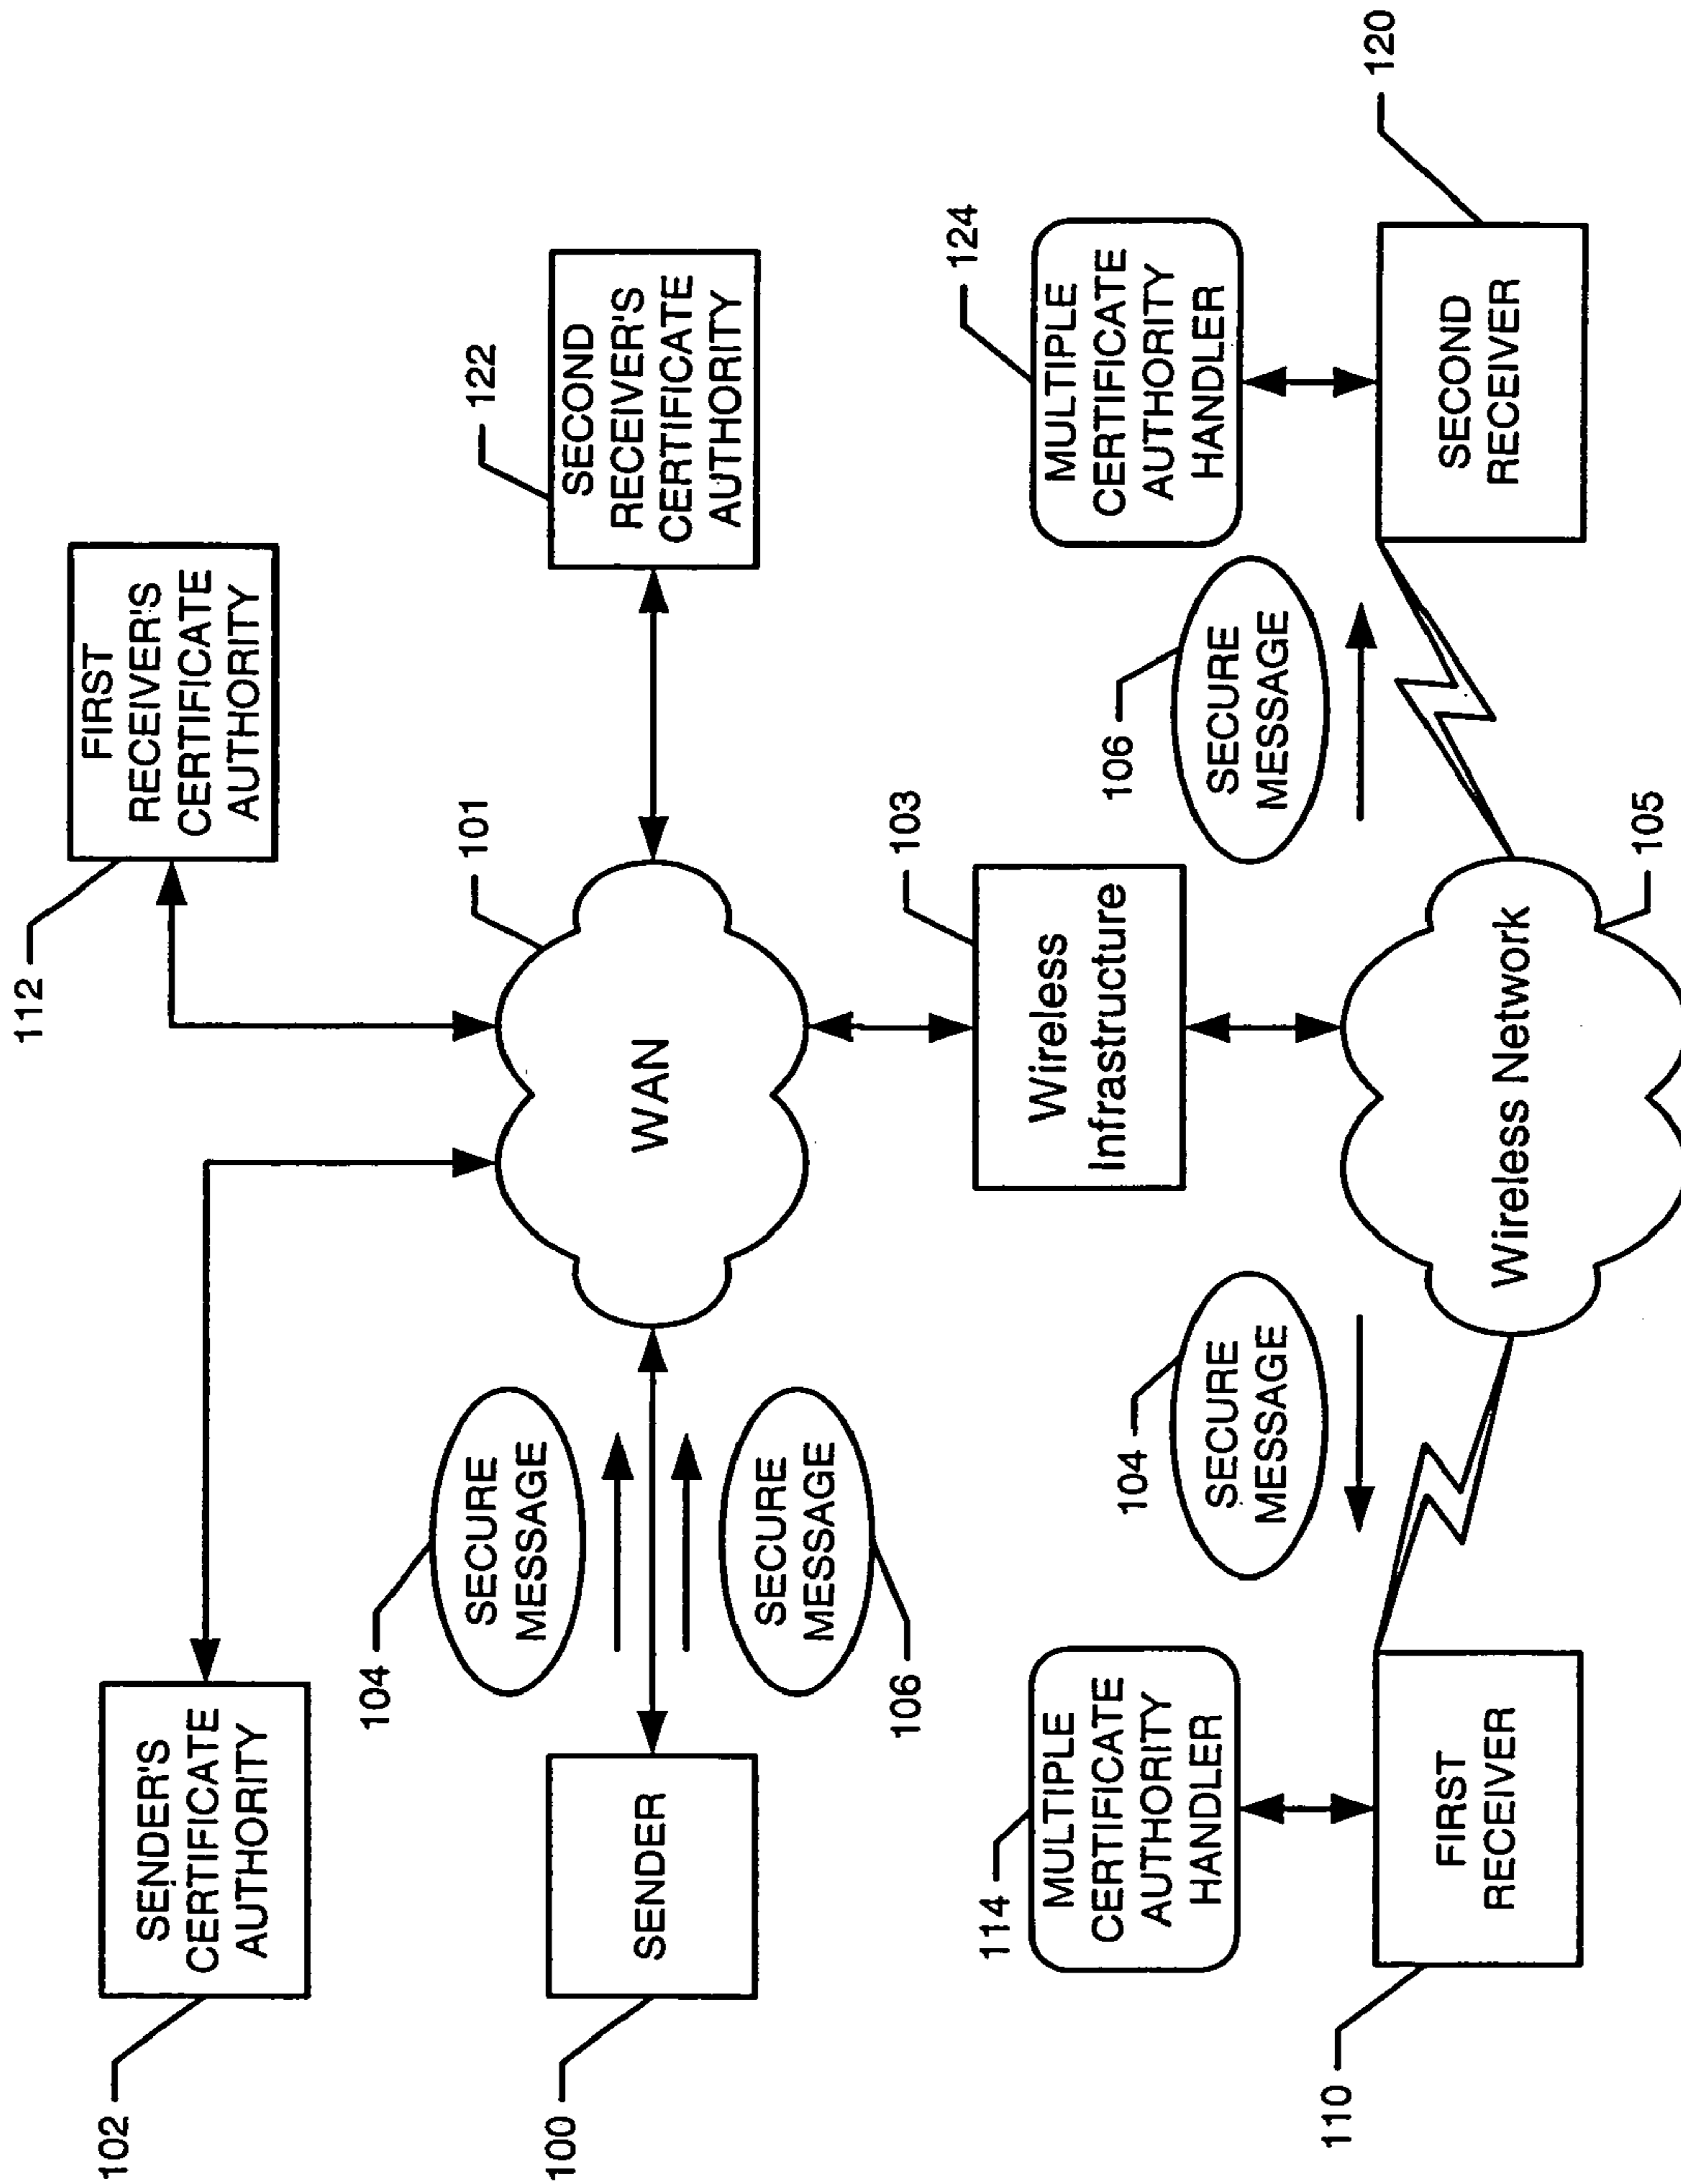 112
FIRST
RECEIVER'S
CERTIFICATE
AUTHORITY
102
SENDER'S
CERTIFICATE
AUTHORITY
101
122
SECOND
RECEIVER'S
CERTIFICATE
AUTHORITY
104
SECURE
MESSAGE
100
SENDER
WAN
SECURE
MESSAGE
106
103
Wireless
Infrastructure
124
MULTIPLE
CERTIFICATE
AUTHORITY
HANDLER
114
MULTIPLE
CERTIFICATE
AUTHORITY
HANDLER
104
SECURE
MESSAGE
106
SECURE
MESSAGE
120
110
FIRST
RECEIVER
Wireless Network
105
SECOND
RECEIVER